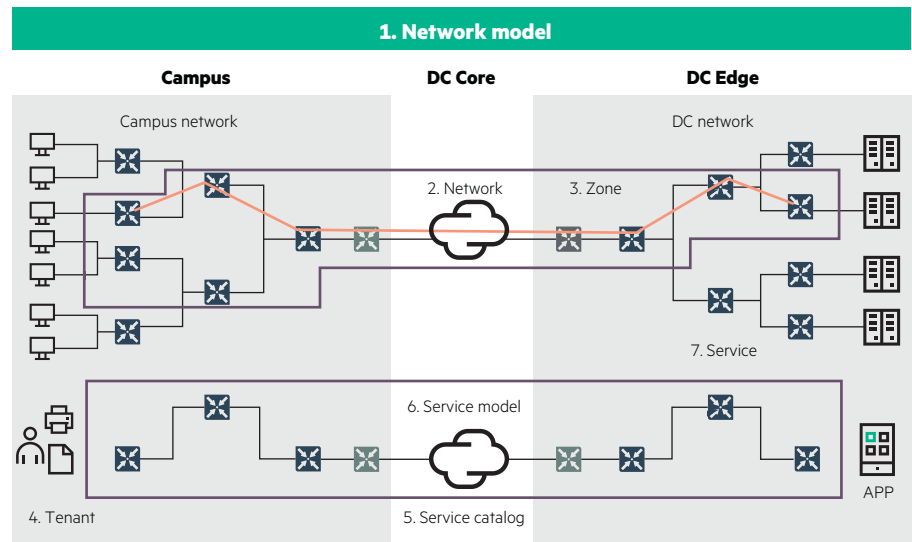 1. Network model
Campus
DC Core
DC Edge
Campus network
DC network
2. Network
3. Zone
7. Service
6. Service model
APP
4. Tenant
5. Service catalog